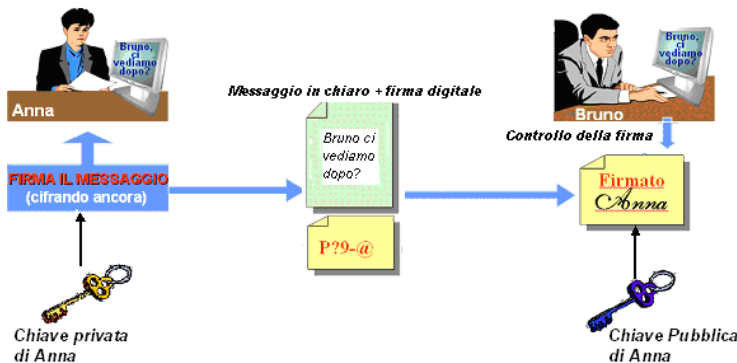 Bruno,
ci
vediamo
dopo?
Anna
Bruno,
ci
vediamo
dopo?
Bruno
Messaggio in chiaro + firma digitale
Controllo della firma
Bruno ci
vediamo
dopo?
FIRMA IL MESSAGGIO
(cifrando ancora)
Firmato
Anna
P?9-@
Chiave privata
di Anna
Chiave Pubblica
di Anna